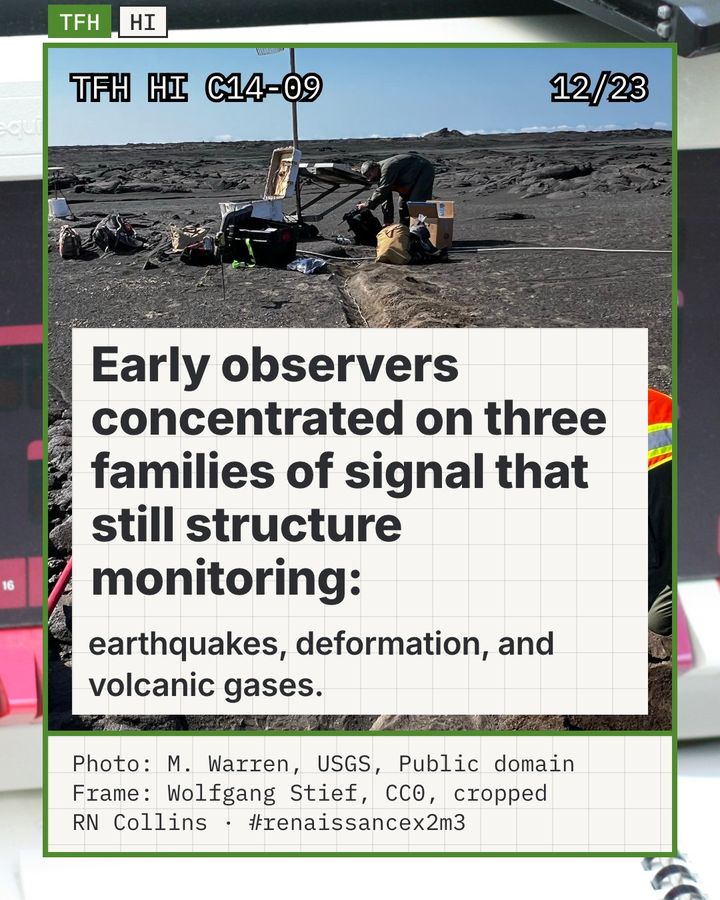 TFH HI
TFH HI C14-09
12/23
Early observers
concentrated on three
families of signal that
still structure
monitoring:
earthquakes, deformation, and
volcanic gases.
16
Photo: M. Warren, USGS, Public domain
Frame: Wolfgang Stief, CC0, cropped
RN Collins · #renaissancex2m3